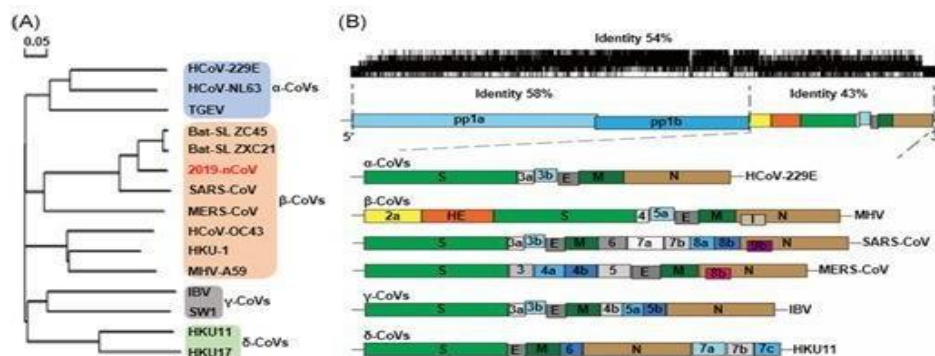 (A)
0.05
HCoV-229E
HCoV-NL63
α-CoVs
TGEV
Bat-SL ZC45
Bat-SL ZXC21
2019-nCoV
SARS-CoV
β-CoVs
MERS-CoV
HCoV-OC43
HKU-1
MHV-A59
IBV
γ-CoVs
SW1
HKU11
δ-CoVs
HKU17
(B)
Identity 54%
Identity 58% Identity 43%
pp1a pp1b
5'
α-CoVs
S 3a 3b E M N HCoV-229E
β-CoVs
2a HE S 4 5a E M I N MHV
S 3a 3b E M 6 7a 7b 8a 8b 9b N SARS-CoV
S 3 4a 4b 5 E M 8b N MERS-CoV
γ-CoVs
S 3a 3b E M 4b 5a 5b N IBV
δ-CoVs
S E M 6 N 7a 7b 7c HKU11